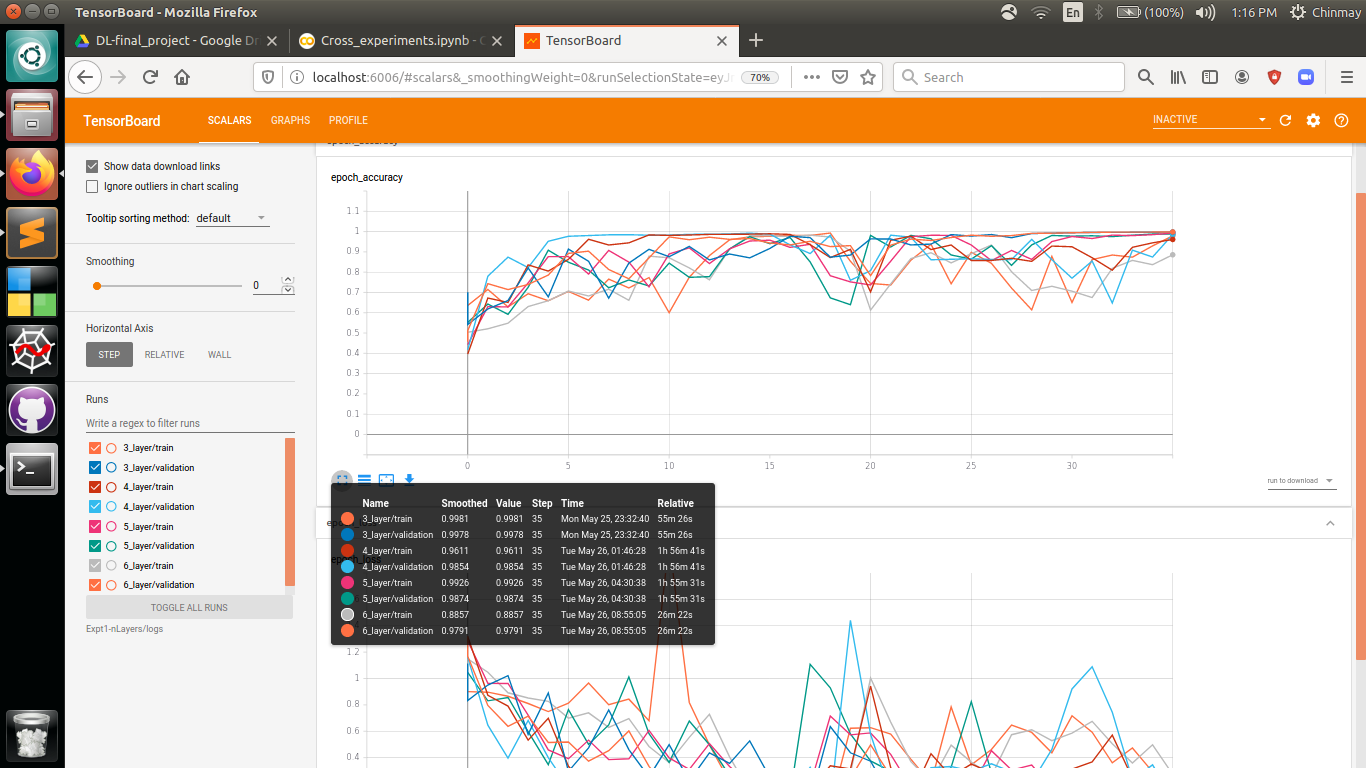 TensorBoard - Mozilla Firefox
En (100%) 1:16 PM Chinmay
DL-final_project - Google Dr
Cross_experiments.ipynb - C
TensorBoard
localhost:6006/#scalars&_smoothingWeight=0&runSelectionState=eyJ
70%
Search
TensorBoard
SCALARS GRAPHS PROFILE
INACTIVE
Show data download links
Ignore outliers in chart scaling
Tooltip sorting method: default
Smoothing
0
Horizontal Axis
STEP RELATIVE WALL
Runs
Write a regex to filter runs
3_layer/train
3_layer/validation
4_layer/train
4_layer/validation
5_layer/train
5_layer/validation
6_layer/train
6_layer/validation
TOGGLE ALL RUNS
Expt1-nLayers/logs
epoch_accuracy
epoch_accuracy
1.1
1
0.9
0.8
0.7
0.6
0.5
0.4
0.3
0.2
0.1
0
0 5 10 15 20 25 30
run to download
Name Smoothed Value Step Time Relative
3_layer/train 0.9981 0.9981 35 Mon May 25, 23:32:40 55m 26s
3_layer/validation 0.9978 0.9978 35 Mon May 25, 23:32:40 55m 26s
4_layer/train 0.9611 0.9611 35 Tue May 26, 01:46:28 1h 56m 41s
4_layer/validation 0.9854 0.9854 35 Tue May 26, 01:46:28 1h 56m 41s
5_layer/train 0.9926 0.9926 35 Tue May 26, 04:30:38 1h 55m 31s
5_layer/validation 0.9874 0.9874 35 Tue May 26, 04:30:38 1h 55m 31s
6_layer/train 0.8857 0.8857 35 Tue May 26, 08:55:05 26m 22s
6_layer/validation 0.9791 0.9791 35 Tue May 26, 08:55:05 26m 22s
epoch_loss
1.2
1
0.8
0.6
0.4